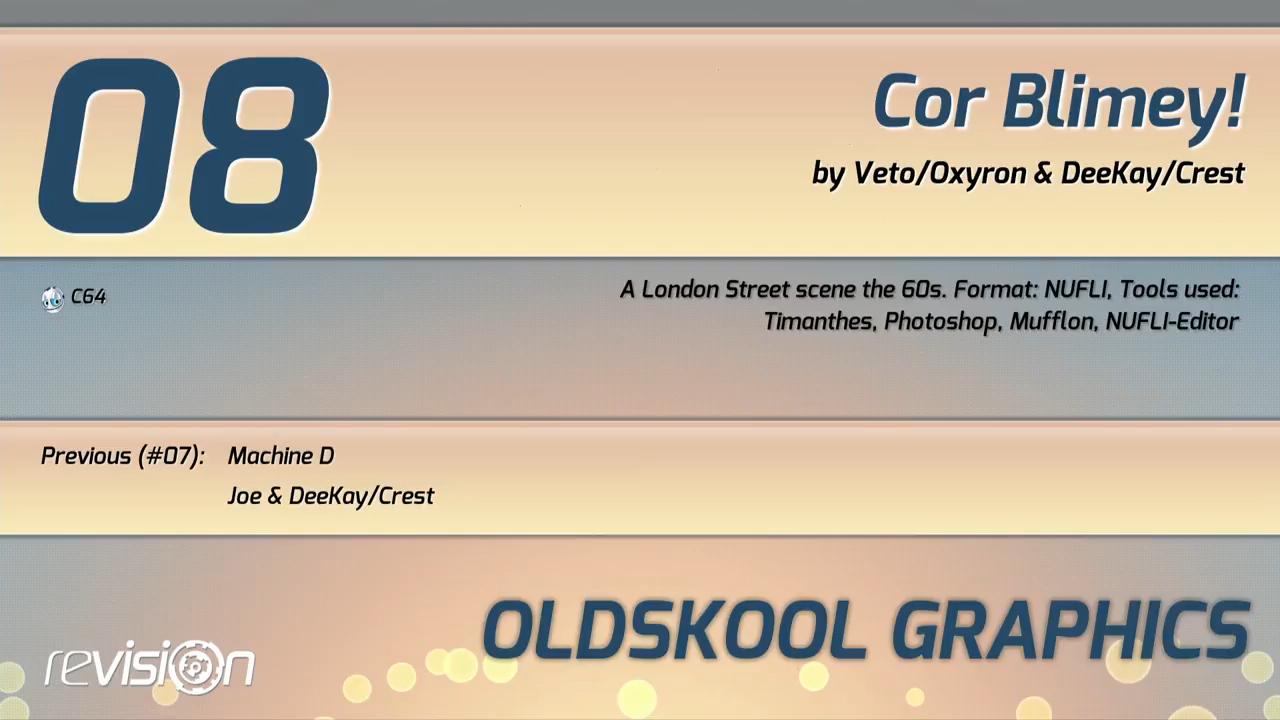 08
Cor Blimey!
by Veto/Oxyron & DeeKay/Crest
C64
A London Street scene the 60s. Format: NUFLI, Tools used:
Timanthes, Photoshop, Mufflon, NUFLI-Editor
Previous (#07): Machine D
Joe & DeeKay/Crest
OLDSKOOL GRAPHICS
revision